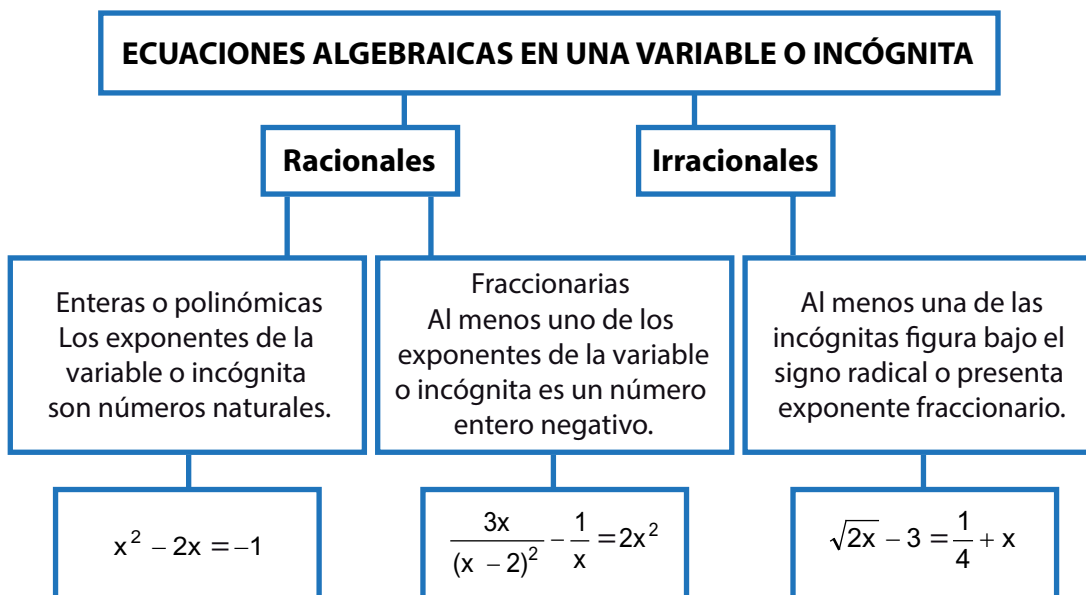 ECUACIONES ALGEBRAICAS EN UNA VARIABLE O INCÓGNITA
Racionales
Irracionales
Enteras o polinómicas
Los exponentes de la
variable o incógnita
son números naturales.
Fraccionarias
Al menos uno de los
exponentes de la variable
o incógnita es un número
entero negativo.
Al menos una de las
incógnitas figura bajo el
signo radical o presenta
exponente fraccionario.
x² − 2x = −1
3x/(x − 2)² − 1/x = 2x²
√2x − 3 = 1/4 + x